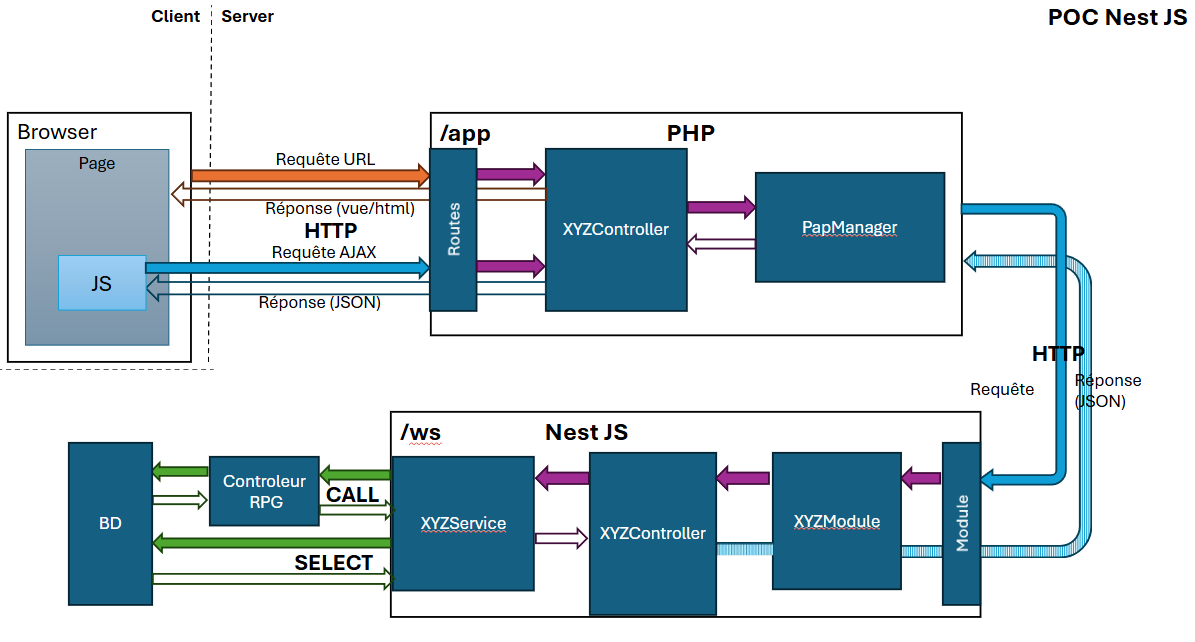 Client
Server
POC Nest JS
Browser
Page
JS
Requête URL
Réponse (vue/html)
HTTP
Requête AJAX
Réponse (JSON)
/app
PHP
Routes
XYZController
PapManager
HTTP
Requête
Réponse
(JSON)
/ws
Nest JS
BD
Controleur
RPG
CALL
SELECT
XYZService
XYZController
XYZModule
Module